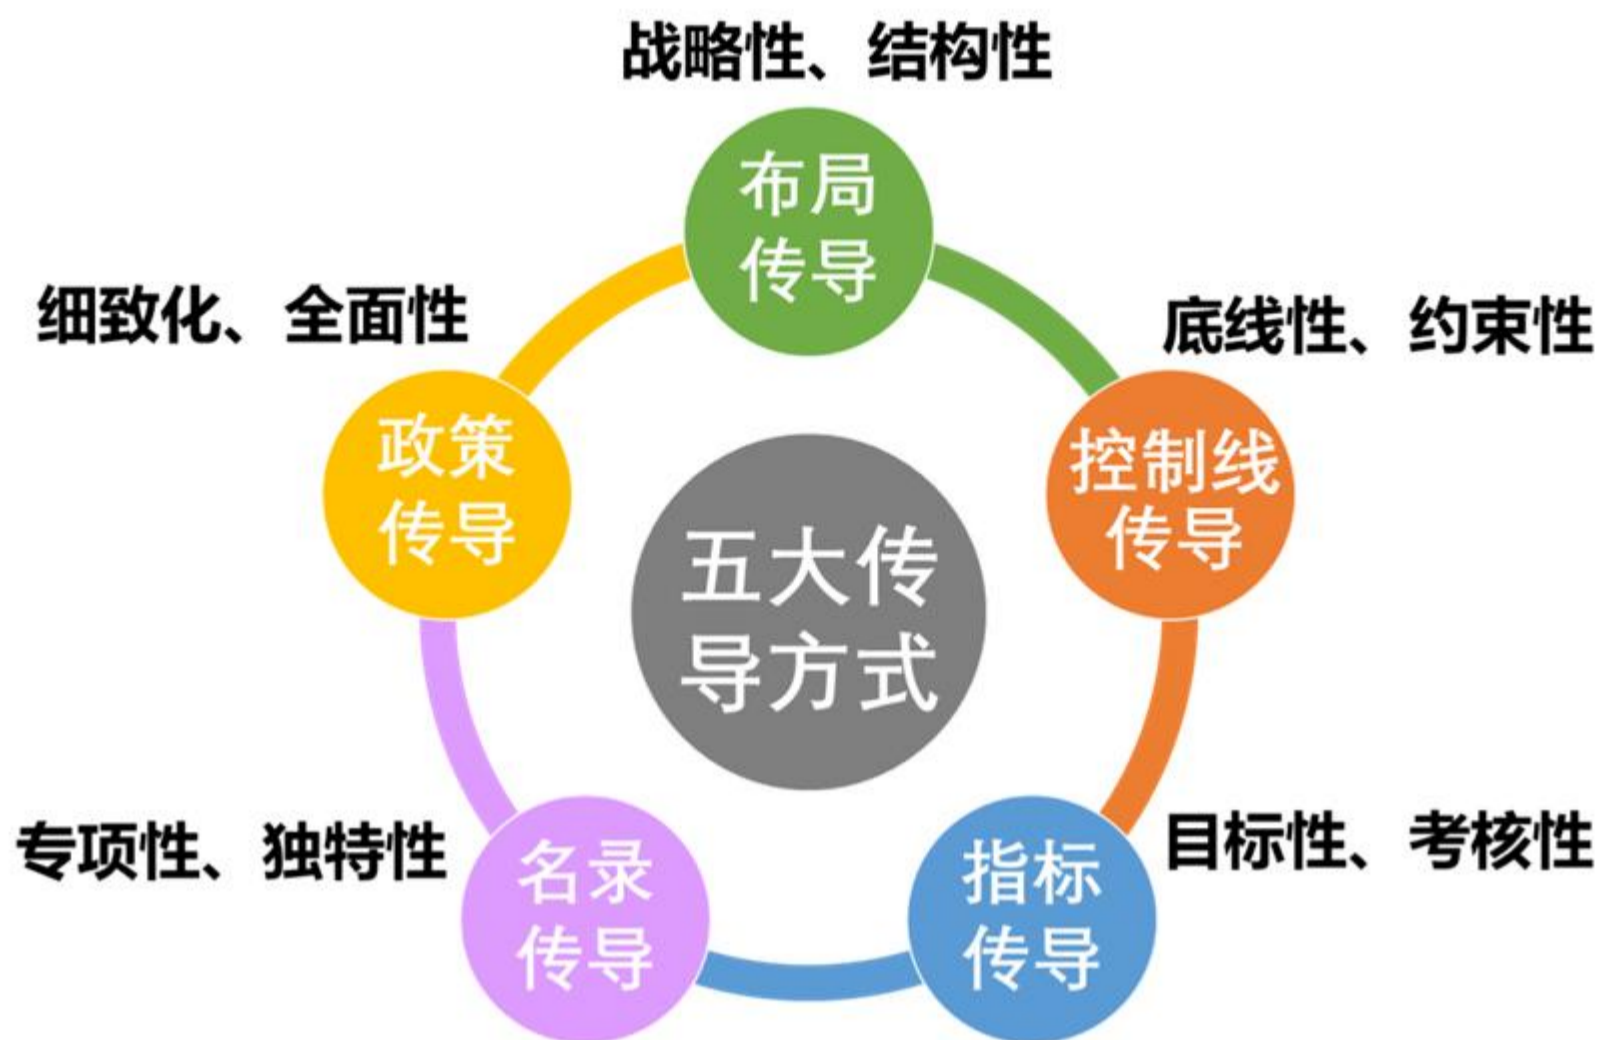 战略性、结构性
布局
传导
细致化、全面性
底线性、约束性
政策
传导
控制线
传导
五大传
导方式
专项性、独特性
目标性、考核性
名录
传导
指标
传导